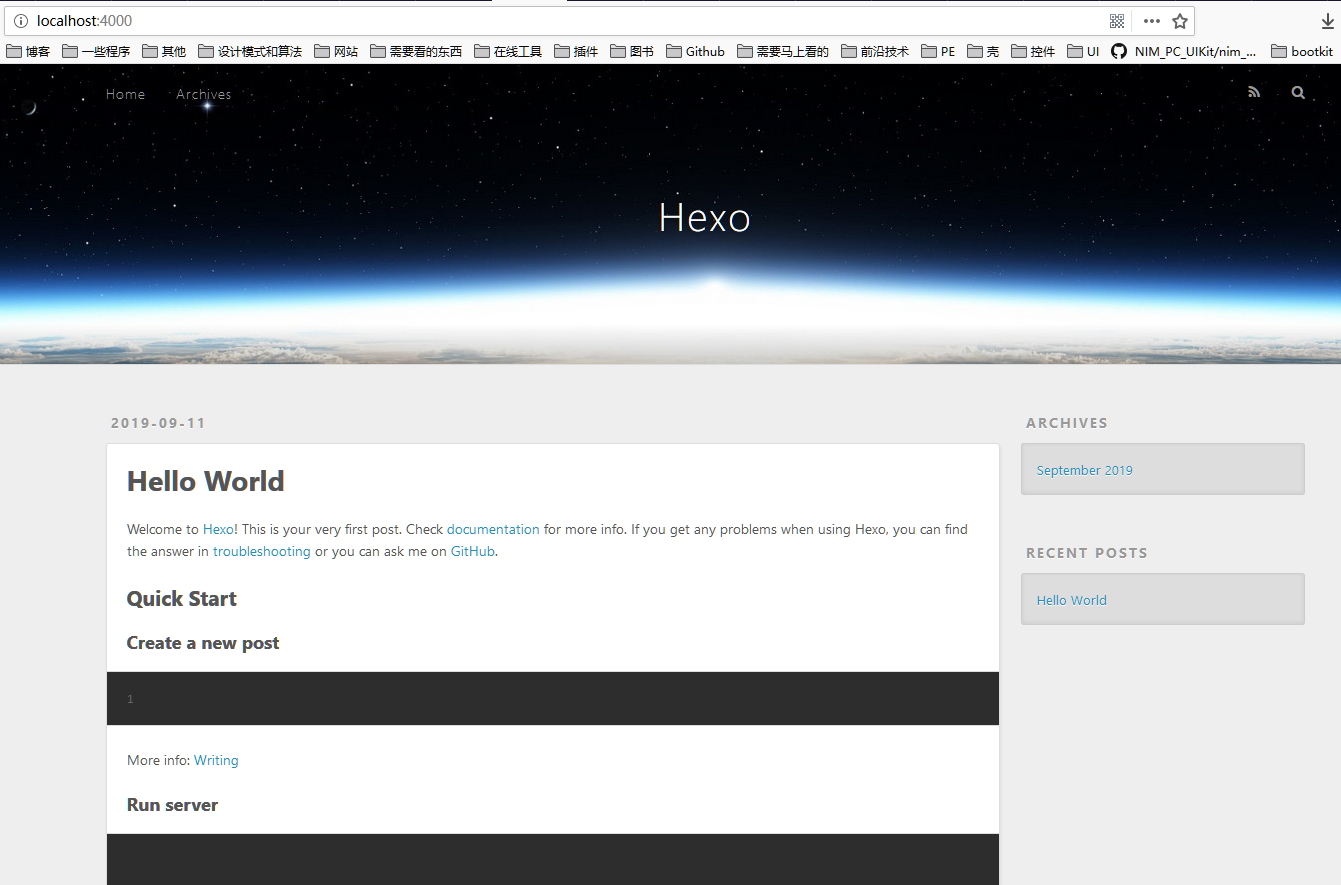 localhost:4000
博客 一些程序 其他 设计模式和算法 网站 需要看的东西 在线工具 插件 图书 Github 需要马上看的 前沿技术 PE 壳 控件 UI NIM_PC_UIKit/nim_... bootkit
Home Archives
Hexo
2019-09-11
Hello World
Welcome to Hexo! This is your very first post. Check documentation for more info. If you get any problems when using Hexo, you can find
the answer in troubleshooting or you can ask me on GitHub.
Quick Start
Create a new post
1
More info: Writing
Run server
ARCHIVES
September 2019
RECENT POSTS
Hello World